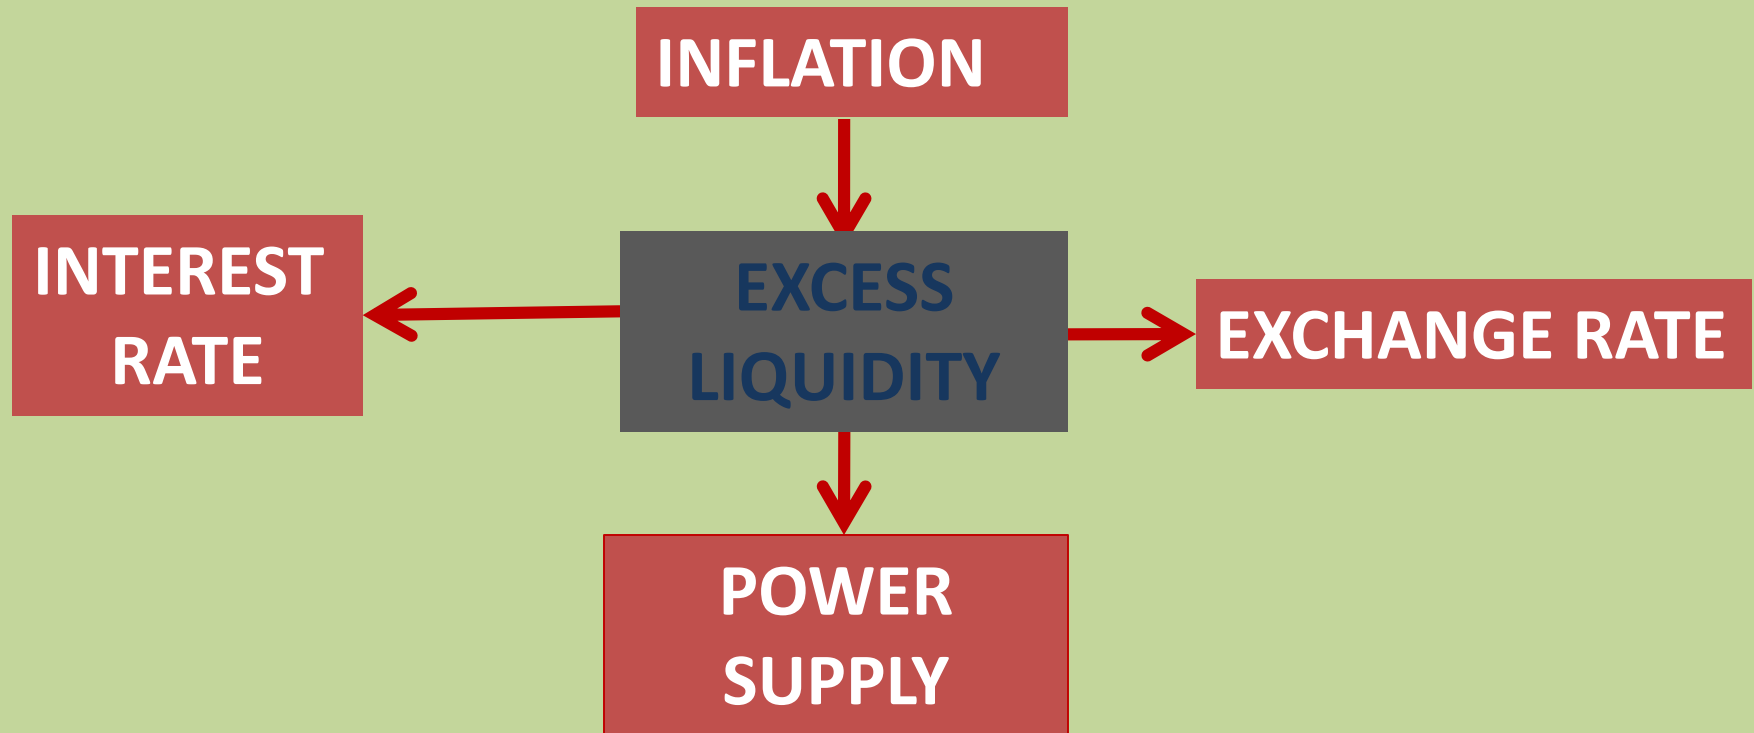 INFLATION
INTEREST
RATE
EXCESS
LIQUIDITY
EXCHANGE RATE
POWER
SUPPLY